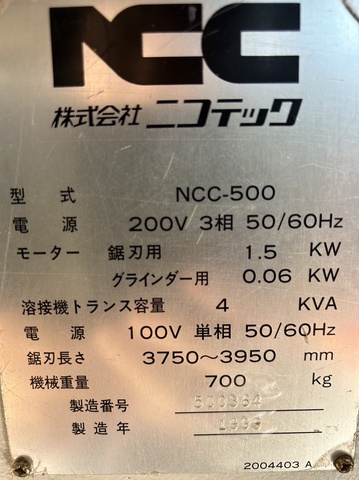 NCC
株式会社 ニコテック
型式 NCC-500
電源 200V 3相 50/60Hz
モーター 鋸刃用 1.5 KW
グラインダー用 0.06 KW
溶接機トランス容量 4 KVA
電源 100V 単相 50/60Hz
鋸刃長さ 3750～3950 mm
機械重量 700 kg
製造番号
製造年
2004403 A